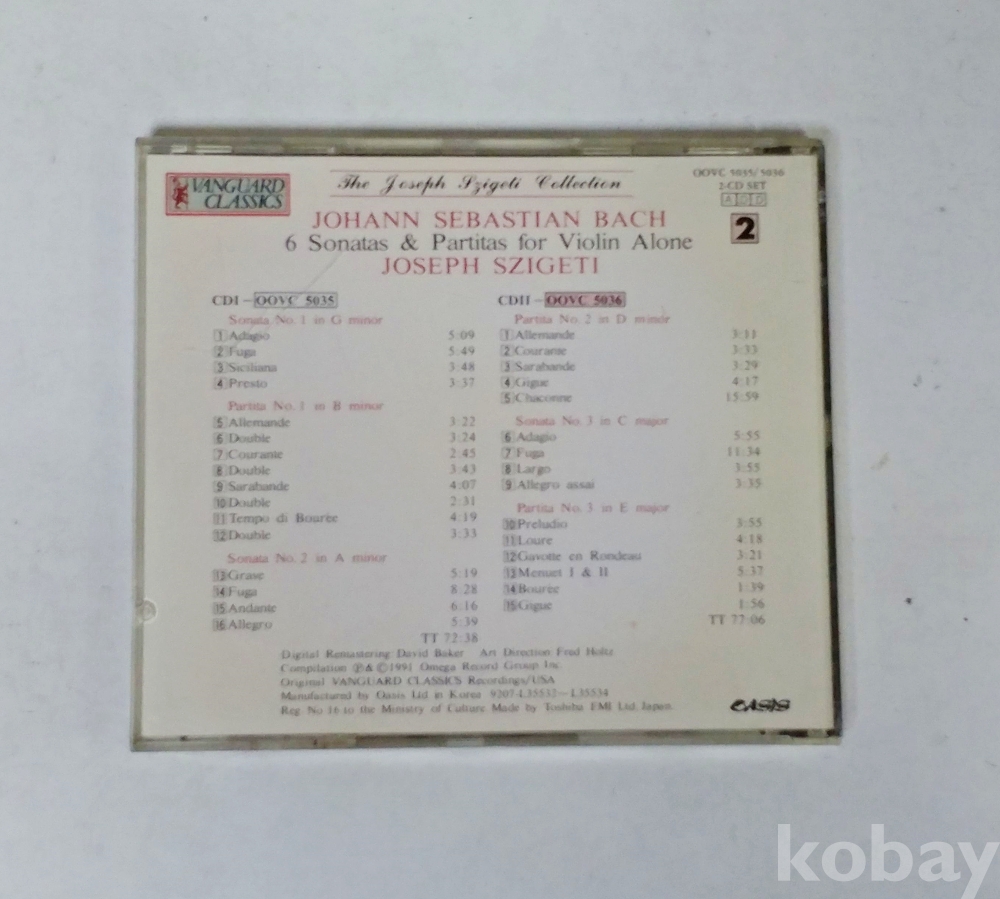 VANGUARD
CLASSICS
The Joseph Szigeti Collection
OOVC 5035/5036
2-CD SET
ADD
JOHANN SEBASTIAN BACH
6 Sonatas & Partitas for Violin Alone
JOSEPH SZIGETI
2
CDI – OOVC 5035
Sonata No. 1 in G minor
1 Adagio 5:09
2 Fuga 5:49
3 Siciliana 3:48
4 Presto 3:37
Partita No. 1 in B minor
5 Allemande 3:22
6 Double 3:24
7 Courante 2:45
8 Double 3:43
9 Sarabande 4:07
10 Double 2:31
11 Tempo di Bourée 4:19
12 Double 3:33
Sonata No. 2 in A minor
13 Grave 5:19
14 Fuga 8:28
15 Andante 6:16
16 Allegro 5:39
TT 72:38
CDII – OOVC 5036
Partita No. 2 in D minor
1 Allemande 3:11
2 Courante 3:33
3 Sarabande 3:29
4 Gigue 4:17
5 Chaconne 15:59
Sonata No. 3 in C major
6 Adagio 5:55
7 Fuga 11:34
8 Largo 3:55
9 Allegro assai 3:35
Partita No. 3 in E major
10 Preludio 3:55
11 Loure 4:18
12 Gavotte en Rondeau 3:21
13 Menuet I & II 5:37
14 Bourée 1:39
15 Gigue 1:56
TT 77:06
Digital Remastering: David Baker Art Direction: Fred Holtz
Compilation ℗&©1991 Omega Record Group Inc.
Original VANGUARD CLASSICS Recordings/USA
Manufactured by Oasis Ltd. in Korea 9207-L35532–L35534
Reg. No 16 to the Ministry of Culture. Made by Toshiba EMI Ltd. Japan.
OASIS
kobay